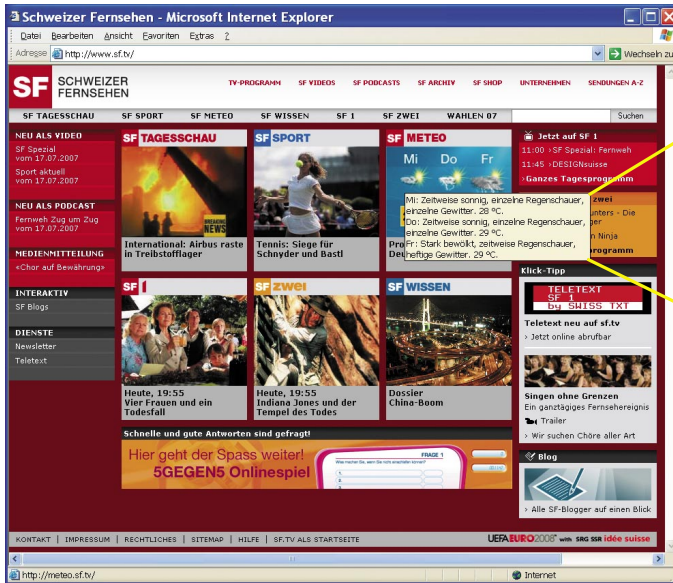 Schweizer Fernsehen - Microsoft Internet Explorer
Datei Bearbeiten Ansicht Favoriten Extras ?
Adresse http://www.sf.tv/ Wechseln zu
SF SCHWEIZER
FERNSEHEN
TV-PROGRAMM SF VIDEOS SF PODCASTS SF ARCHIV SF SHOP UNTERNEHMEN SENDUNGEN A-Z
SF TAGESSCHAU SF SPORT SF METEO SF WISSEN SF 1 SF ZWEI WAHLEN 07 Suchen
NEU ALS VIDEO
SF Spezial
vom 17.07.2007
Sport aktuell
vom 17.07.2007
NEU ALS PODCAST
Fernweh Zug um Zug
vom 17.07.2007
MEDIENMITTEILUNG
«Chor auf Bewährung»
INTERAKTIV
SF Blogs
DIENSTE
Newsletter
Teletext
SF TAGESSCHAU
BREAKING
NEWS
International: Airbus raste
in Treibstofflager
SF SPORT
Tennis: Siege für
Schnyder und Bastl
SF METEO
Mi Do Fr
Mi: Zeitweise sonnig, einzelne Regenschauer,
einzelne Gewitter. 28 ºC.
Do: Zeitweise sonnig, einzelne Regenschauer,
einzelne Gewitter. 29 ºC.
Fr: Stark bewölkt, zeitweise Regenschauer,
heftige Gewitter. 29 ºC.
SF 1
Heute, 19:55
Vier Frauen und ein
Todesfall
SF zwei
Heute, 19:55
Indiana Jones und der
Tempel des Todes
SF WISSEN
Dossier
China-Boom
Schnelle und gute Antworten sind gefragt!
Hier geht der Spass weiter!
5GEGEN5 Onlinespiel
FRAGE 1
1.
2.
3.
Jetzt auf SF 1
11:00 ›SF Spezial: Fernweh
11:45 ›DESIGNsuisse
›Ganzes Tagesprogramm
zwei
unters - Die
ger
n Ninja
programm
Klick-Tipp
TELETEXT
SF 1
by SWISS TXT
Teletext neu auf sf.tv
› Jetzt online abrufbar
Singen ohne Grenzen
Ein ganztägiges Fernsehereignis
Trailer
› Wir suchen Chöre aller Art
Blog
› Alle SF-Blogger auf einen Blick
KONTAKT | IMPRESSUM | RECHTLICHES | SITEMAP | HILFE | SF.TV ALS STARTSEITE UEFA EURO2008 with SRG SSR idée suisse
http://meteo.sf.tv/ Internet